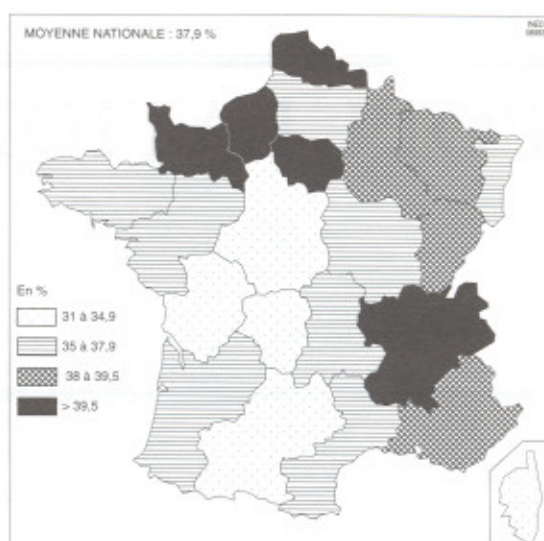 MOYENNE NATIONALE : 37,9 %
En %
31 à 34,9
35 à 37,9
38 à 39,5
> 39,5